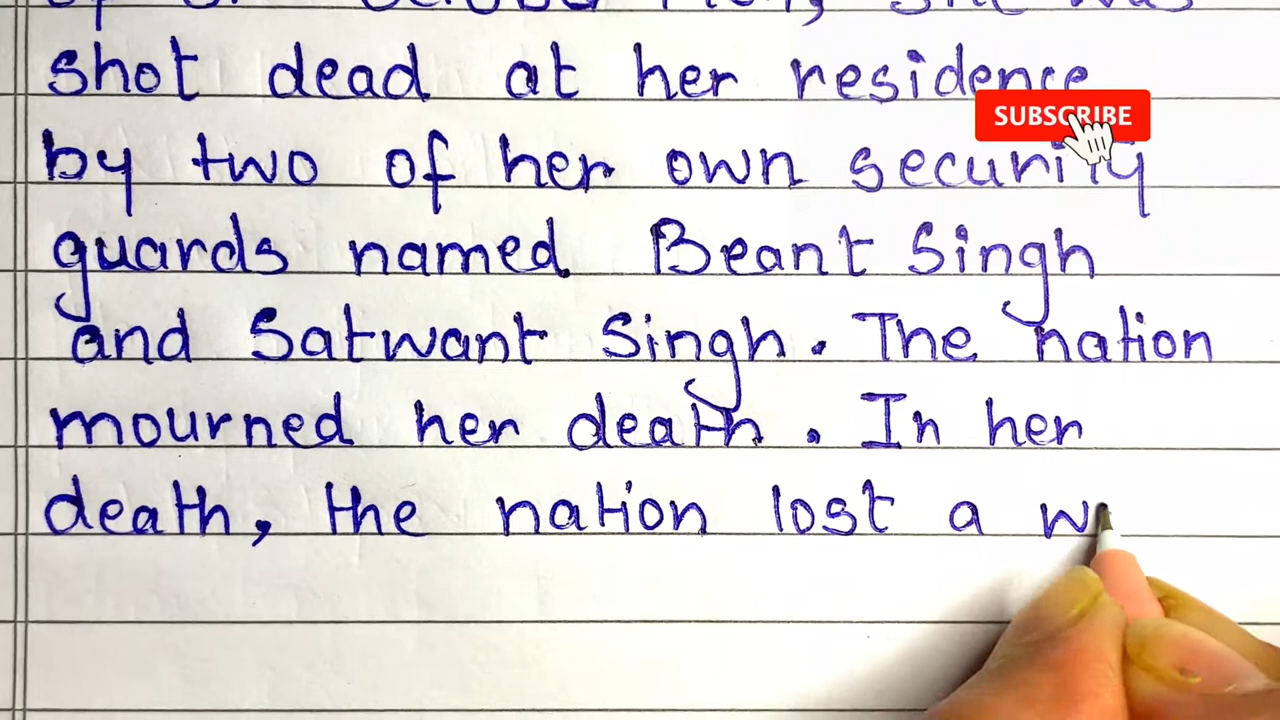 shot dead at her residence
SUBSCRIBE
by two of her own security
guards named Beant Singh
and Satwant Singh. The nation
mourned her death. In her
death, the nation lost a